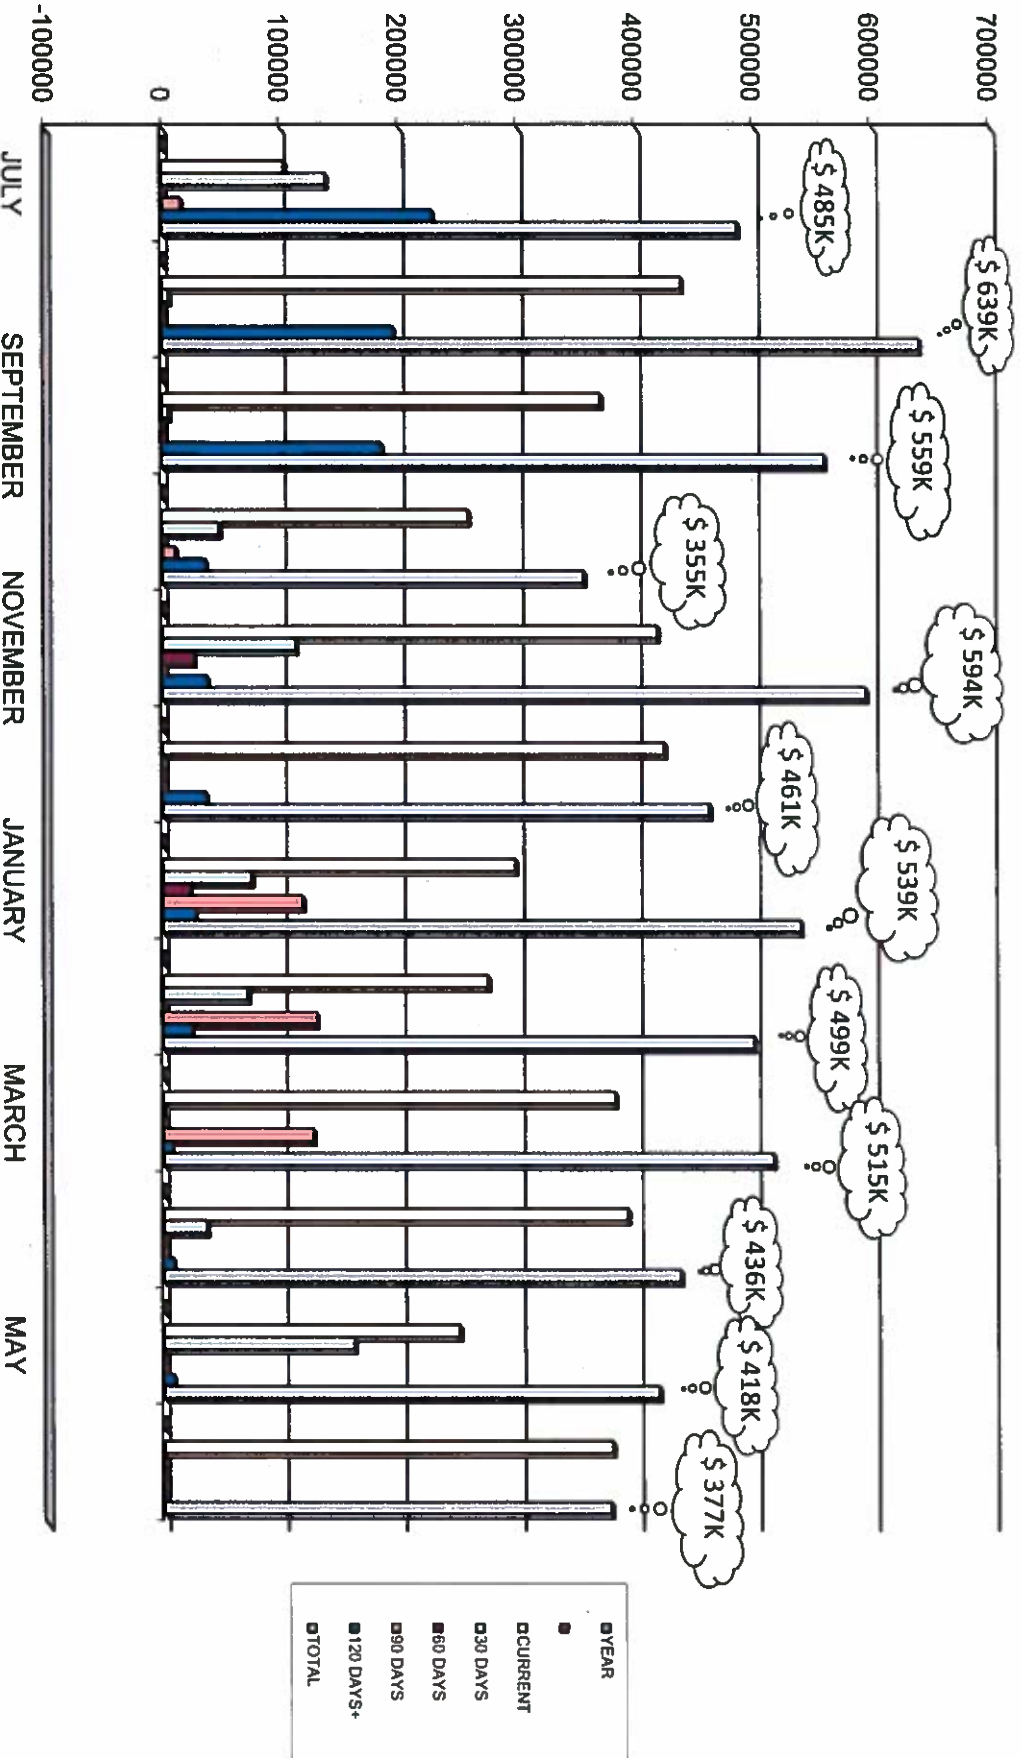 700000
600000
500000
400000
300000
200000
100000
0
-100000
$ 485K
$ 639K
$ 559K
$ 355K
$ 594K
$ 461K
$ 539K
$ 499K
$ 515K
$ 436K
$ 418K
$ 377K
JULY
SEPTEMBER
NOVEMBER
JANUARY
MARCH
MAY
YEAR
CURRENT
30 DAYS
60 DAYS
90 DAYS
120 DAYS+
TOTAL